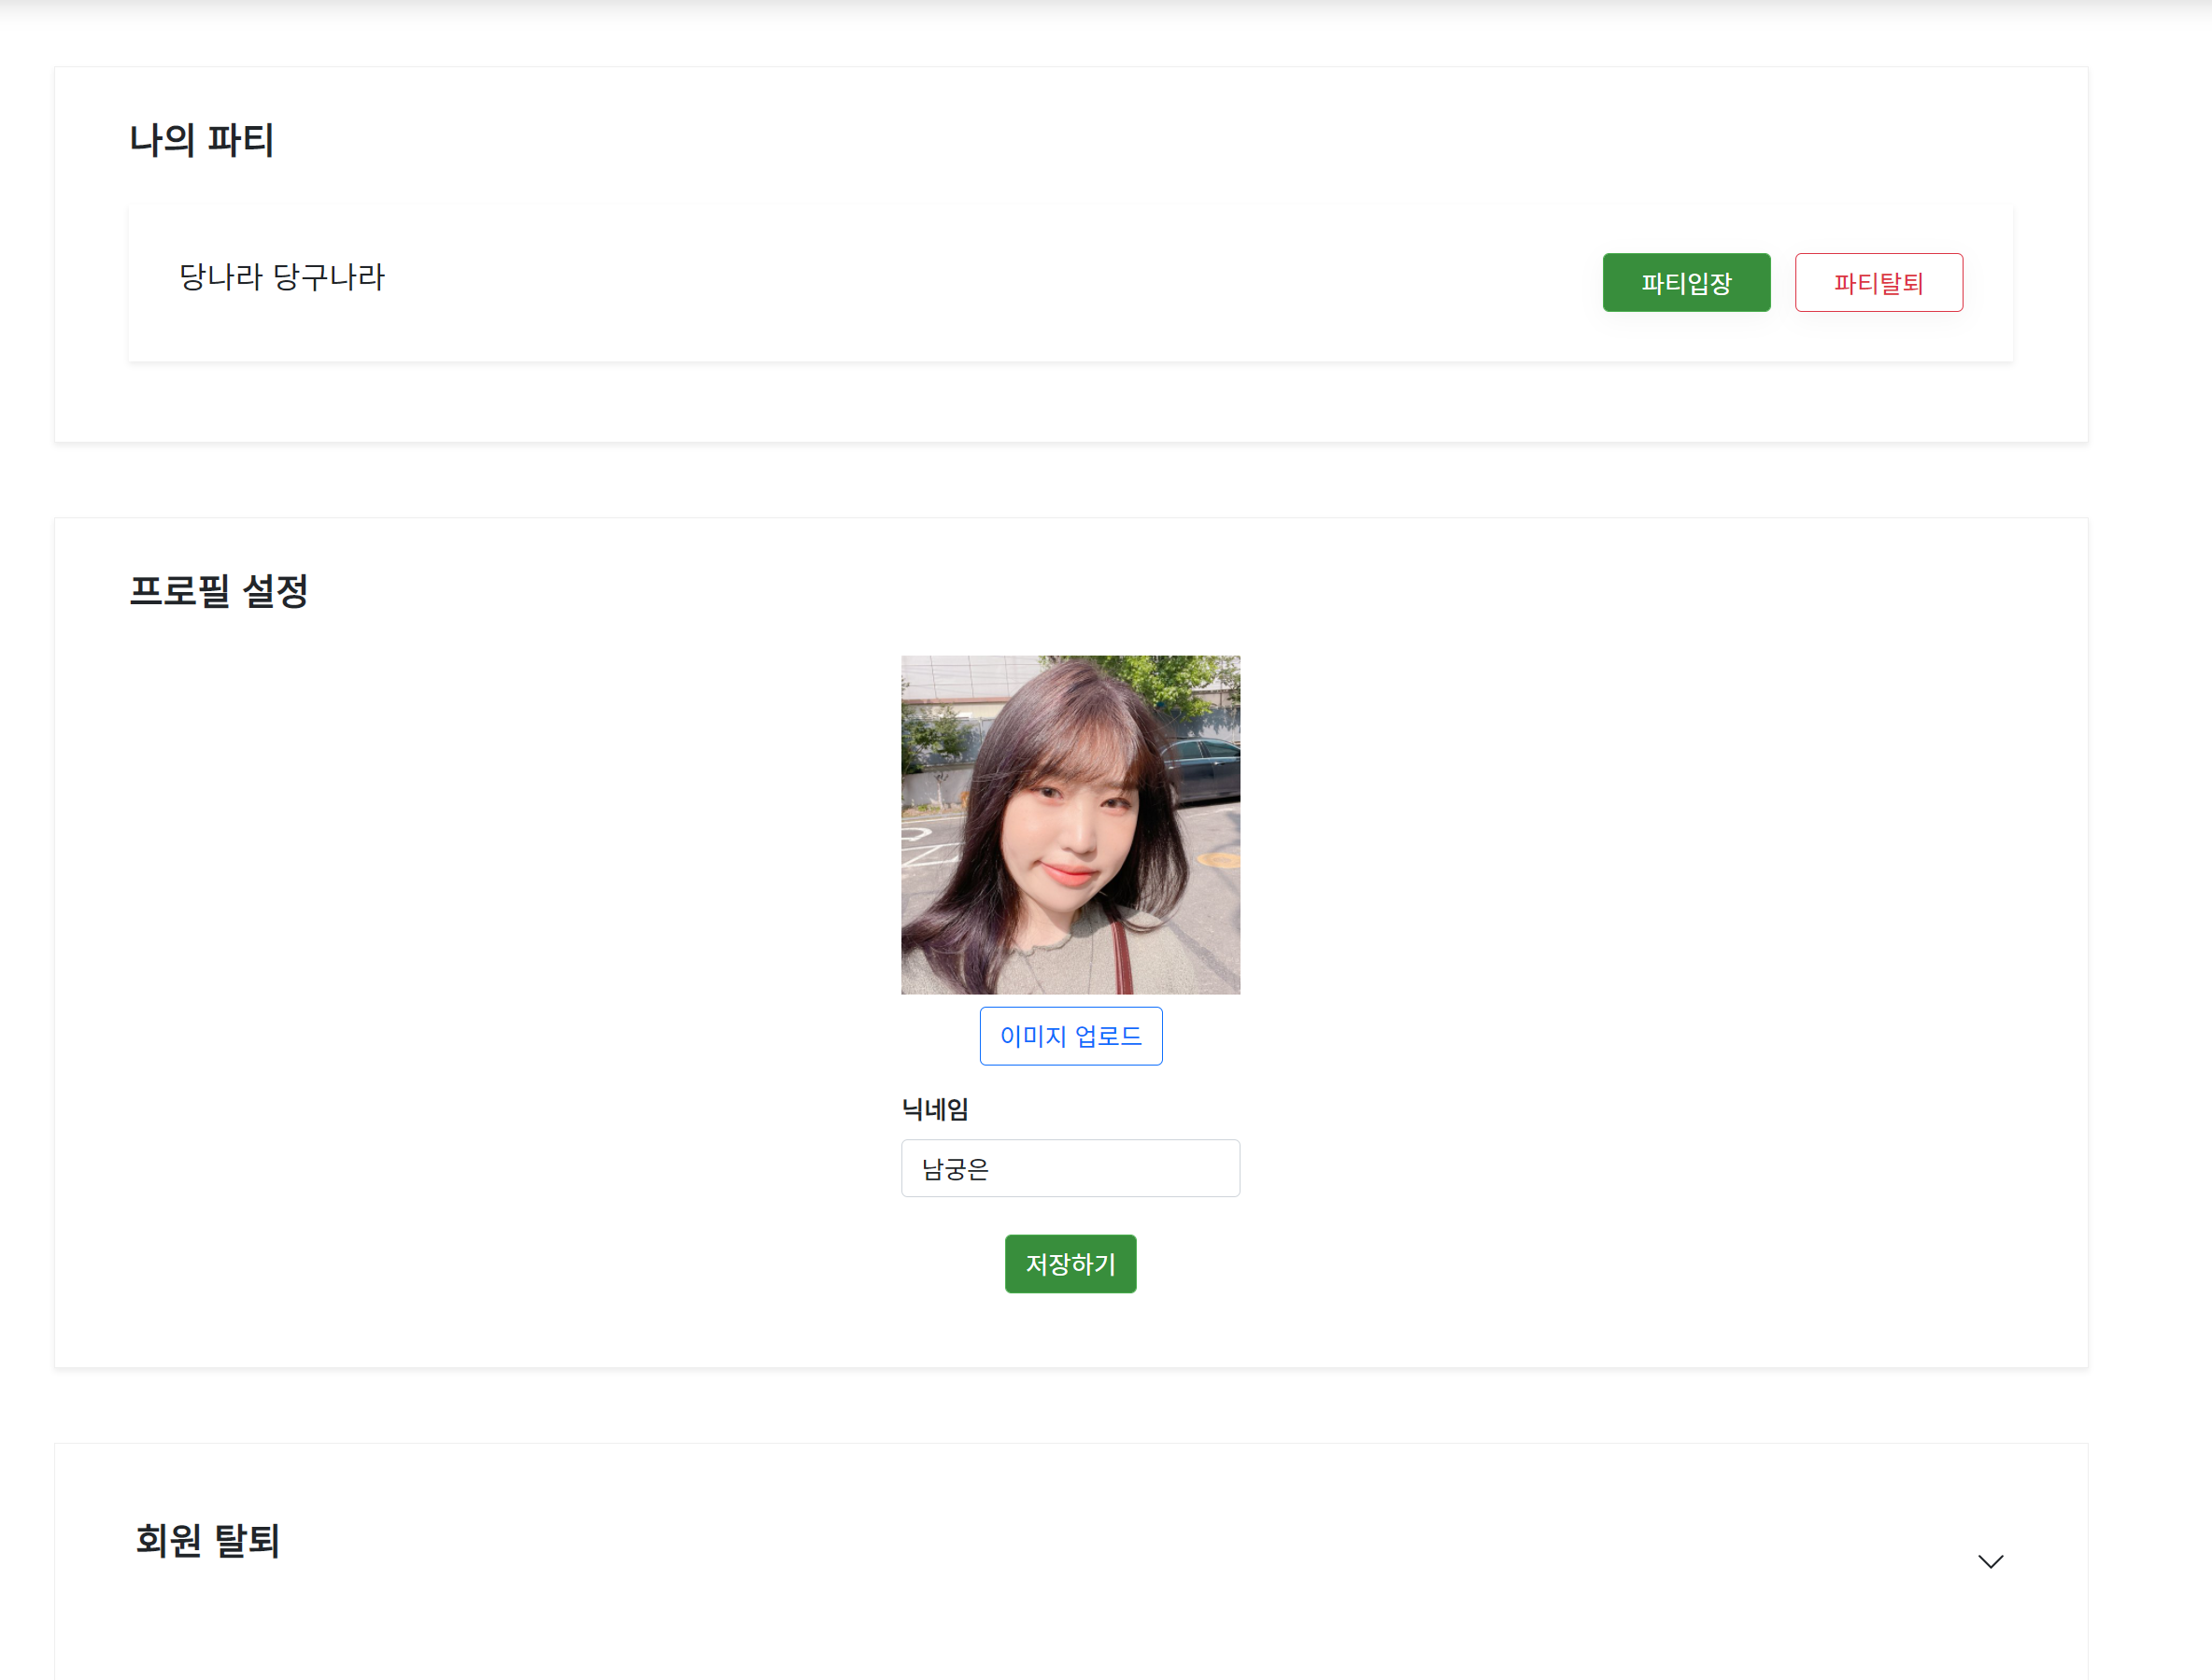 나의 파티
당나라 당구나라
파티입장
파티탈퇴
프로필 설정
이미지 업로드
닉네임
남궁은
저장하기
회원 탈퇴